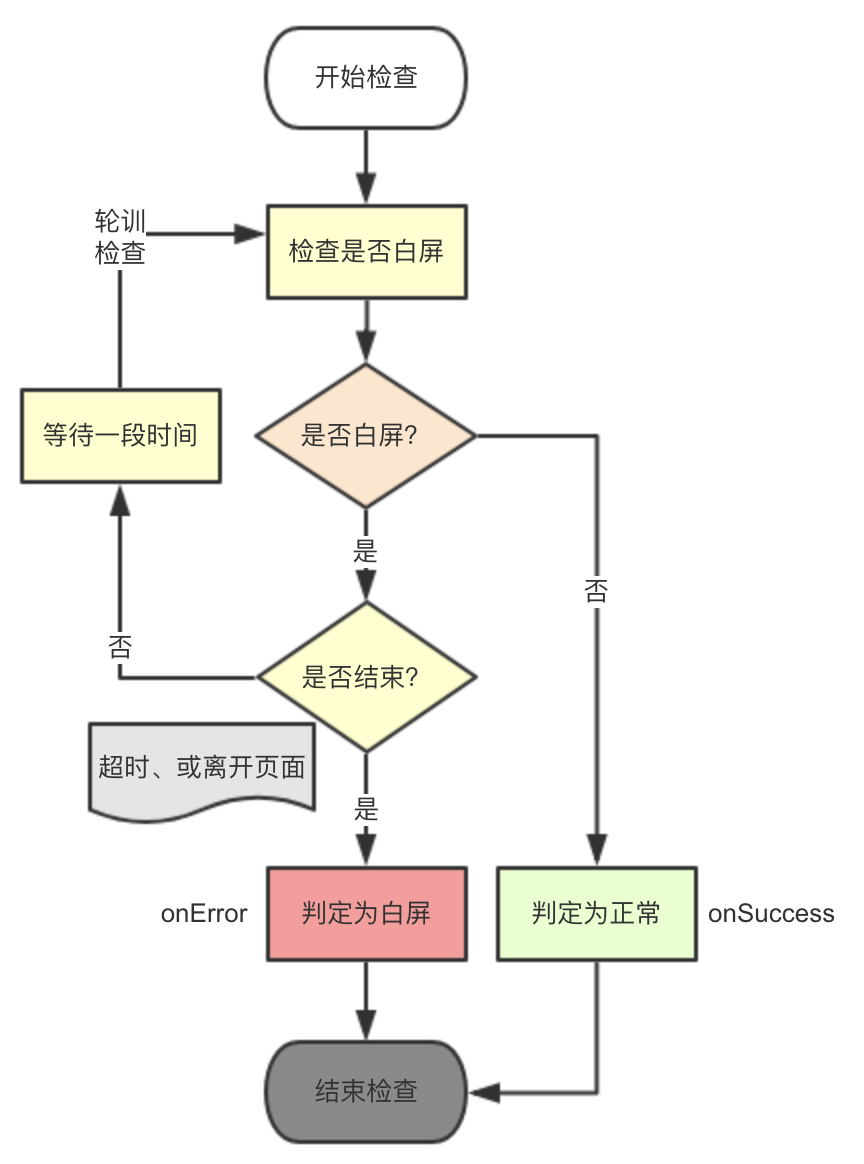 开始检查
轮训
检查
检查是否白屏
等待一段时间
是否白屏?
是
否
否
是否结束?
超时、或离开页面
是
onError
判定为白屏
判定为正常
onSuccess
结束检查